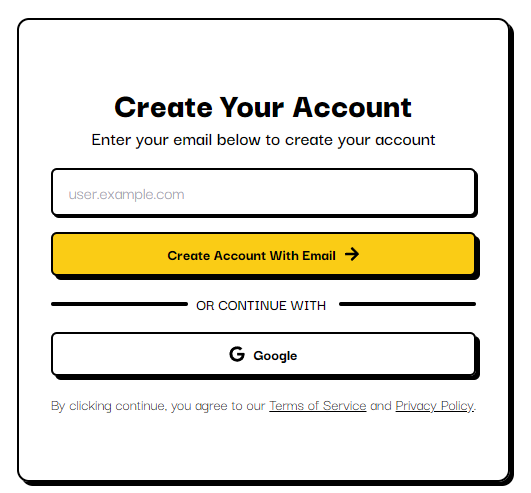 Create Your Account
Enter your email below to create your account
user.example.com
Create Account With Email →
OR CONTINUE WITH
Google
By clicking continue, you agree to our Terms of Service and Privacy Policy.